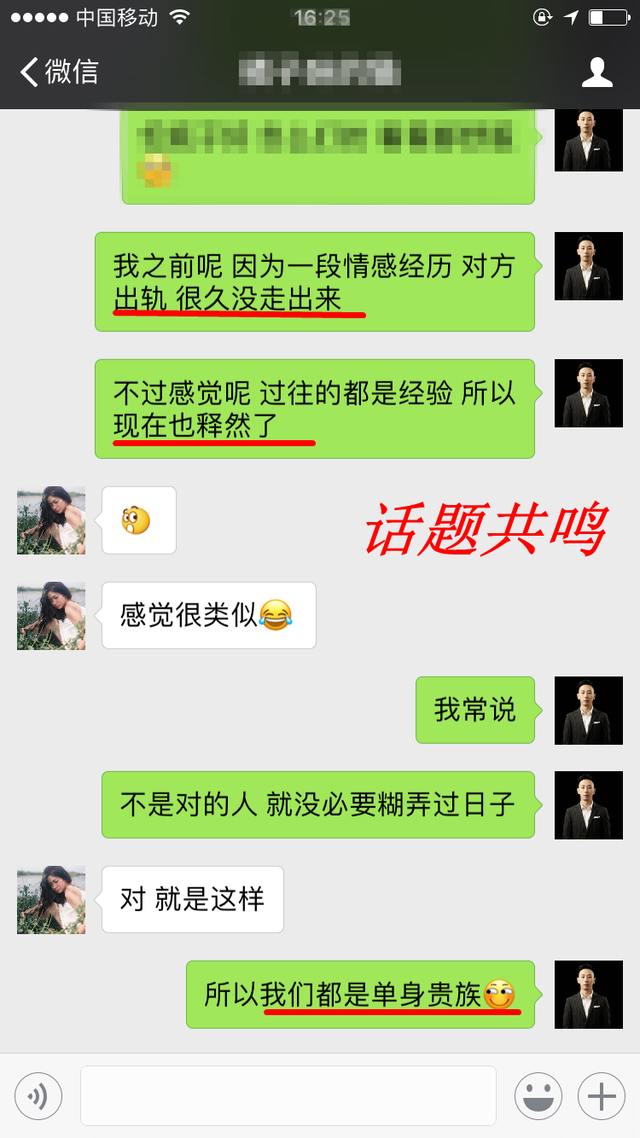 中国移动
16:25
微信
我之前呢 因为一段情感经历 对方
出轨 很久没走出来
不过感觉呢 过往的都是经验 所以
现在也释然了
话题共鸣
感觉很类似😂
我常说
不是对的人 就没必要糊弄过日子
对 就是这样
所以我们都是单身贵族